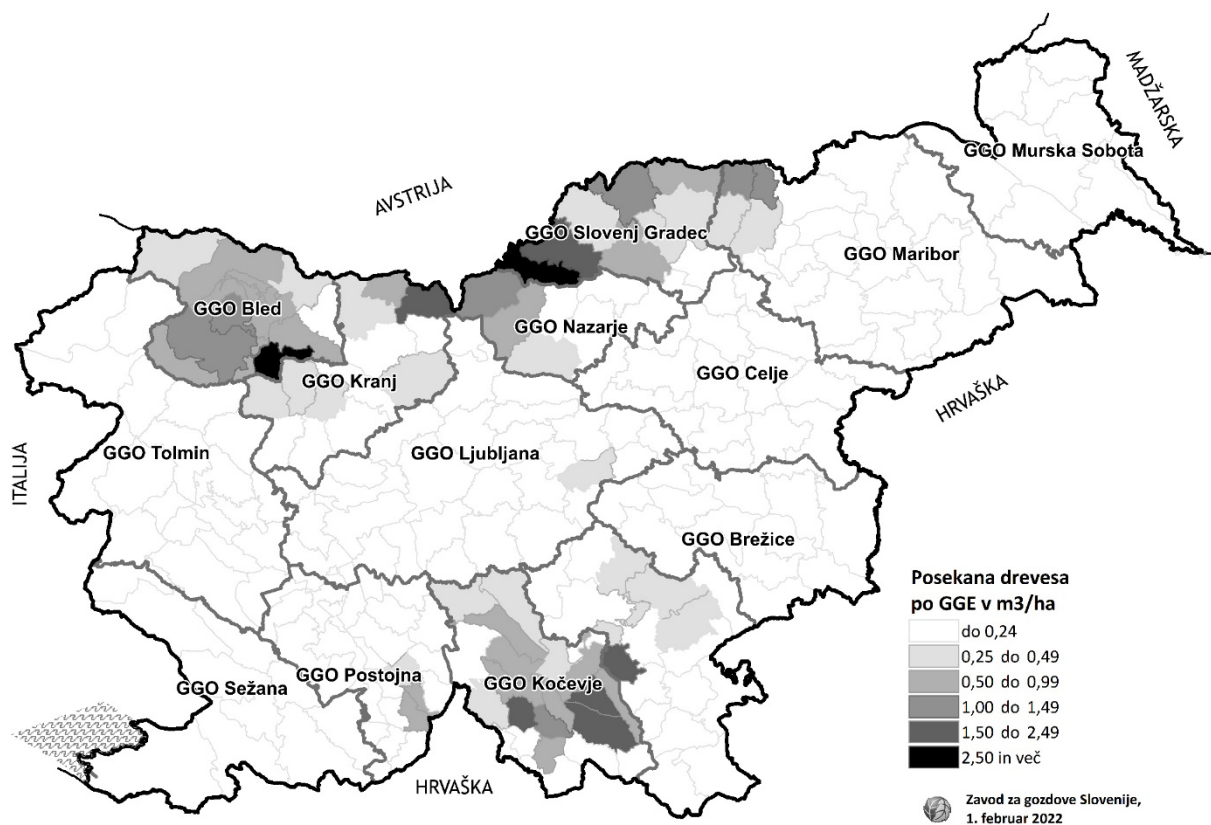 MADŽARSKA
GGO Murska Sobota
AVSTRIJA
GGO Slovenj Gradec
GGO Maribor
GGO Bled
GGO Nazarje
GGO Kranj
GGO Celje
HRVAŠKA
ITALIJA
GGO Tolmin
GGO Ljubljana
GGO Brežice
GGO Postojna
GGO Kočevje
GGO Sežana
HRVAŠKA
Posekana drevesa
po GGE v m3/ha
do 0,24
0,25 do 0,49
0,50 do 0,99
1,00 do 1,49
1,50 do 2,49
2,50 in več
Zavod za gozdove Slovenije,
1. februar 2022